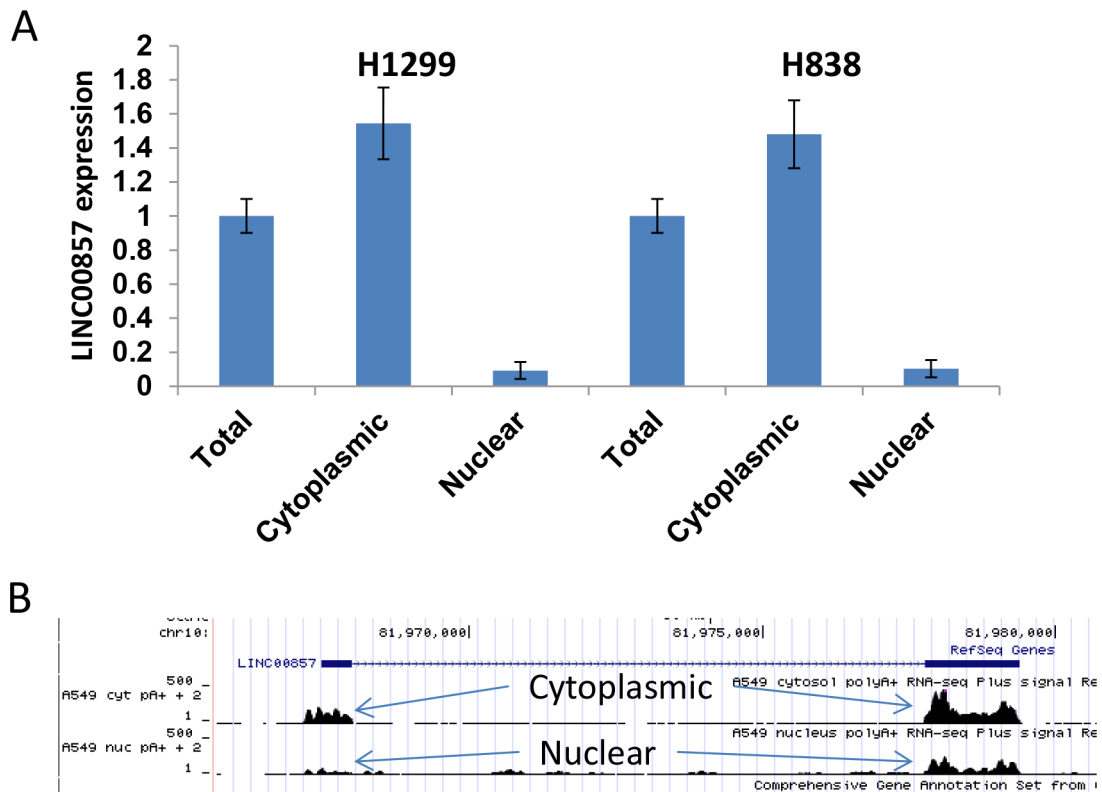 A
2
1.8
1.6
1.4
1.2
1
0.8
0.6
0.4
0.2
0
LINC00857 expression
H1299
H838
Total
Cytoplasmic
Nuclear
Total
Cytoplasmic
Nuclear
B
chr10: 81,970,000| 81,975,000| 81,980,000|
RefSeq Genes
LINC00857
500 _
A549 cytosol polyA+ RNA-seq Plus signal Re
A549 cyt pA+ + 2
Cytoplasmic
1 _
500 _
A549 nucleus polyA+ RNA-seq Plus signal Re
A549 nuc pA+ + 2
Nuclear
1 _
Comprehensive Gene Annotation Set from